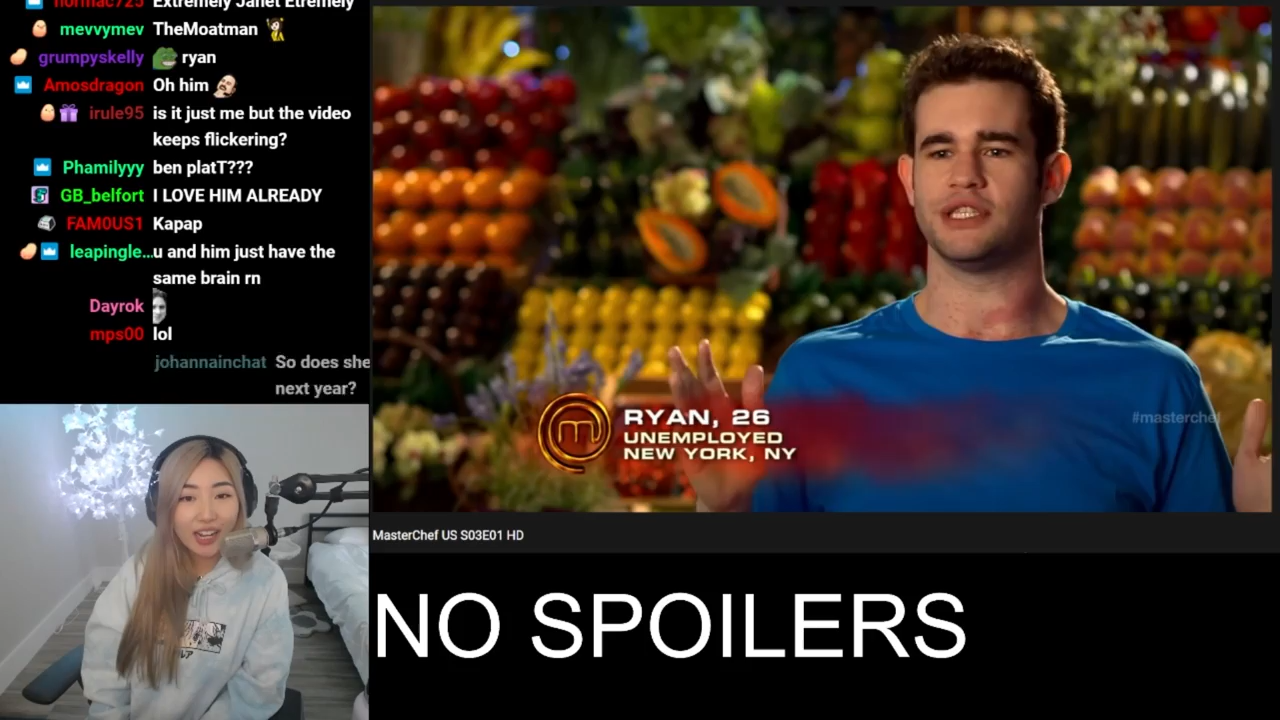 normac725 Extremely Janet Etremely
mevvymev TheMoatman
grumpyskelly ryan
Amosdragon Oh him
irule95 is it just me but the video
keeps flickering?
Phamilyyy ben platT???
GB_belfort I LOVE HIM ALREADY
FAM0US1 Kapap
leapingle... u and him just have the
same brain rn
Dayrok
mps00 lol
johannainchat So does she
next year?
RYAN, 26
UNEMPLOYED
NEW YORK, NY
#masterchef
MasterChef US S03E01 HD
NO SPOILERS